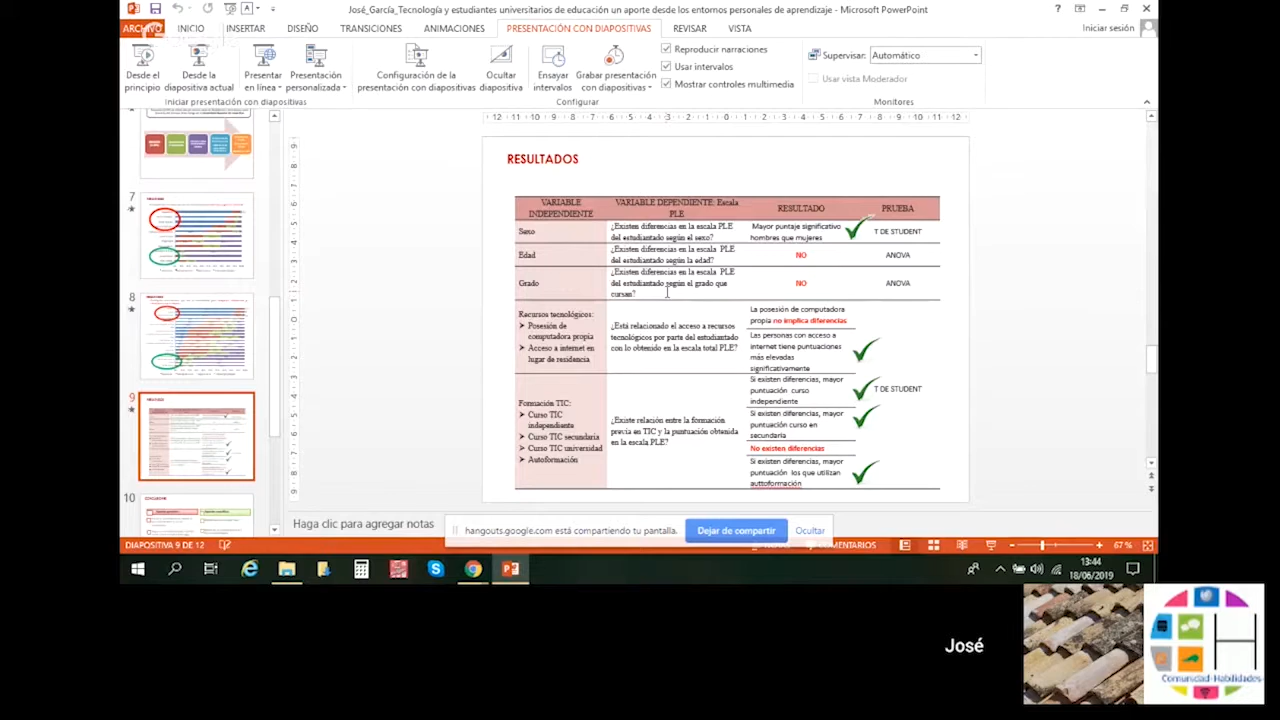 José_García_Tecnología y estudiantes universitarios de educación un aporte desde los entornos personales de aprendizaje - Microsoft PowerPoint
ARCHIVO INICIO INSERTAR DISEÑO TRANSICIONES ANIMACIONES PRESENTACIÓN CON DIAPOSITIVAS REVISAR VISTA Iniciar sesión
Desde el principio
Desde la diapositiva actual
Presentar en línea
Presentación personalizada
Configuración de la presentación con diapositivas
Ocultar diapositiva
Ensayar intervalos
Grabar presentación con diapositivas
Reproducir narraciones
Usar intervalos
Mostrar controles multimedia
Supervisar: Automático
Usar vista Moderador
Iniciar presentación con diapositivas
Configurar
Monitores
7
8
9
10
RESULTADOS
VARIABLE
INDEPENDIENTE
VARIABLE DEPENDIENTE: Escala
PLE
RESULTADO
PRUEBA
Sexo
¿Existen diferencias en la escala PLE
del estudiantado según el sexo?
Mayor puntaje significativo
hombres que mujeres
T DE STUDENT
Edad
¿Existen diferencias en la escala PLE
del estudiantado según la edad?
NO
ANOVA
Grado
¿Existen diferencias en la escala PLE
del estudiantado según el grado que
cursan?
NO
ANOVA
Recursos tecnológicos:
Posesión de
computadora propia
Acceso a internet en
lugar de residencia
¿Está relacionado el acceso a recursos
tecnológicos por parte del estudiantado
con lo obtenido en la escala total PLE?
La posesión de computadora
propia no implica diferencias
Las personas con acceso a
internet tiene puntuaciones
más elevadas
significativamente
Formación TIC:
Curso TIC
independiente
Curso TIC secundaria
Curso TIC universidad
Autoformación
¿Existe relación entre la formación
previa en TIC y la puntuación obtenida
en la escala PLE?
Si existen diferencias, mayor
puntuación curso
independiente
Si existen diferencias, mayor
puntuación curso en
secundaria
No existen diferencias
Si existen diferencias, mayor
puntuación los que utilizan
auttoformación
T DE STUDENT
Haga clic para agregar notas
hangouts.google.com está compartiendo tu pantalla. Dejar de compartir Ocultar
DIAPOSITIVA 9 DE 12
COMENTARIOS
67 %
13:44
18/06/2019
José
H
Comunicdad-Habilidades